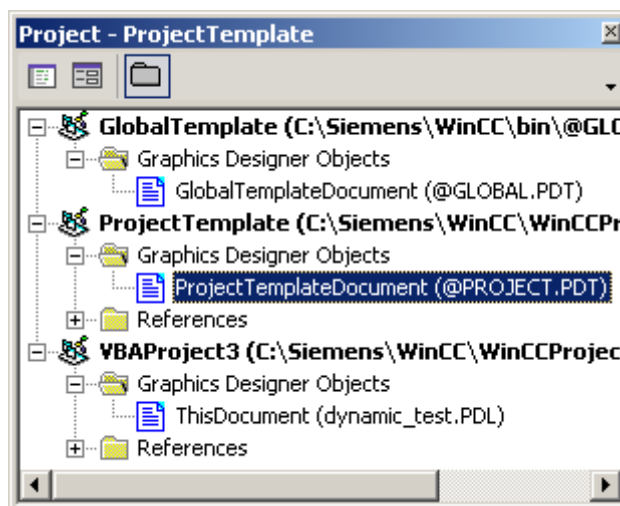 Project - ProjectTemplate
GlobalTemplate (C:\Siemens\WinCC\bin\@GLO
Graphics Designer Objects
GlobalTemplateDocument (@GLOBAL.PDT)
ProjectTemplate (C:\Siemens\WinCC\WinCCPr
Graphics Designer Objects
ProjectTemplateDocument (@PROJECT.PDT)
References
VBAProject3 (C:\Siemens\WinCC\WinCCProjec
Graphics Designer Objects
ThisDocument (dynamic_test.PDL)
References